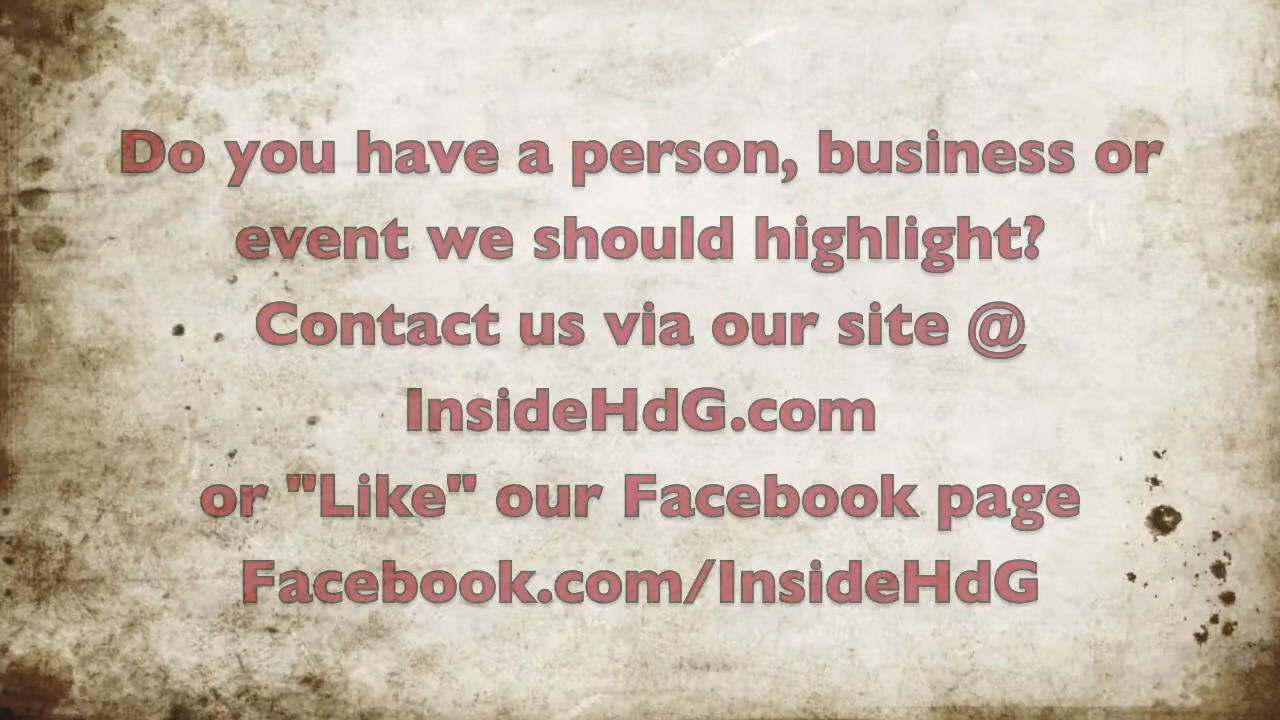 Do you have a person, business or
event we should highlight?
Contact us via our site @
InsideHdG.com
or "Like" our Facebook page
Facebook.com/InsideHdG